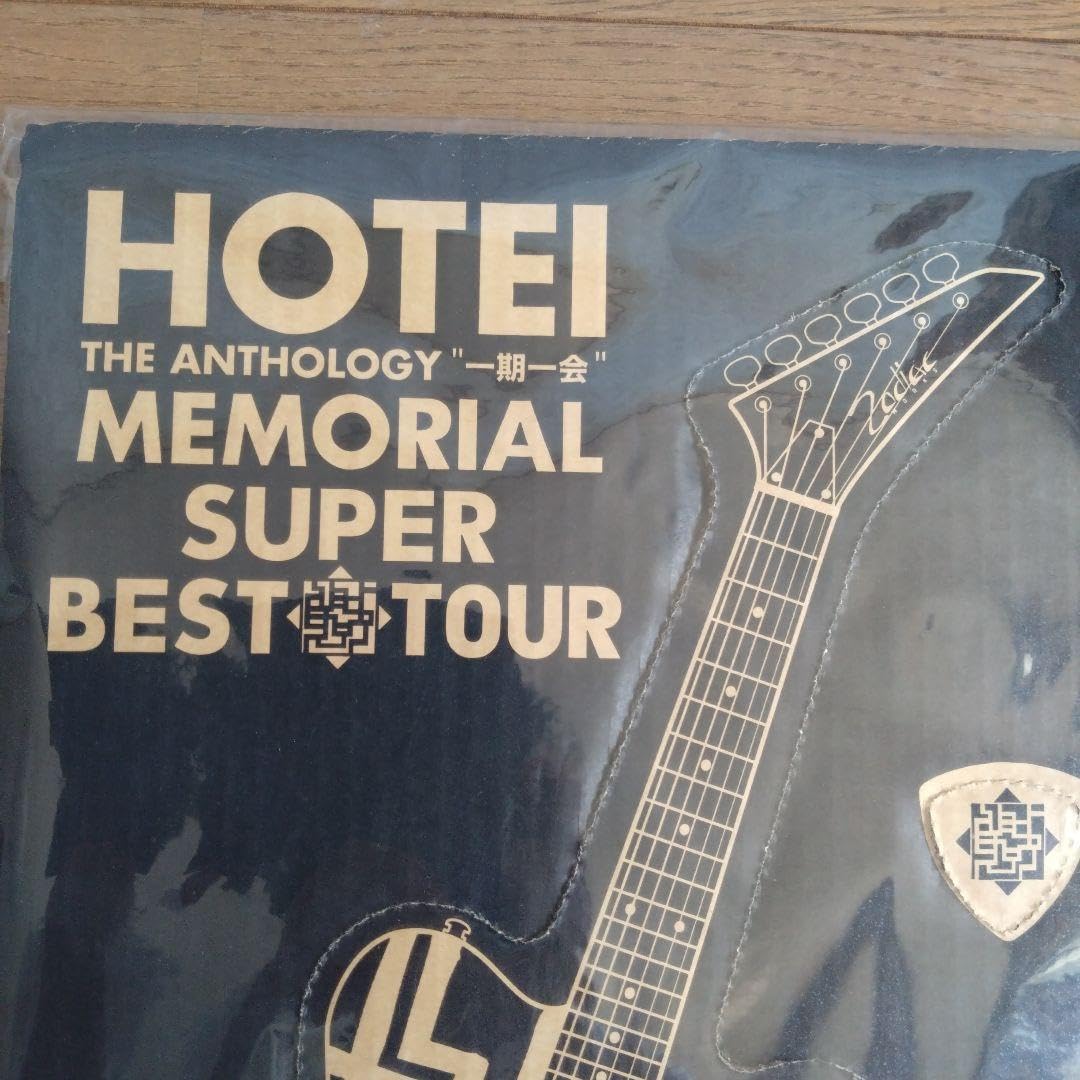 HOTEI
THE ANTHOLOGY "一期一会"
MEMORIAL
SUPER
BEST TOUR
Zodiac